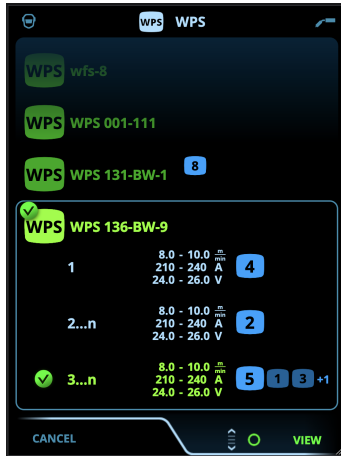 WPS WPS
WPS wfs-8
WPS WPS 001-111
WPS WPS 131-BW-1 8
WPS WPS 136-BW-9
8.0 - 10.0 m/min
1 210 - 240 A 4
24.0 - 26.0 V
8.0 - 10.0 m/min
2...n 210 - 240 A 2
24.0 - 26.0 V
8.0 - 10.0 m/min
3...n 210 - 240 A 5 1 3 +1
24.0 - 26.0 V
CANCEL VIEW